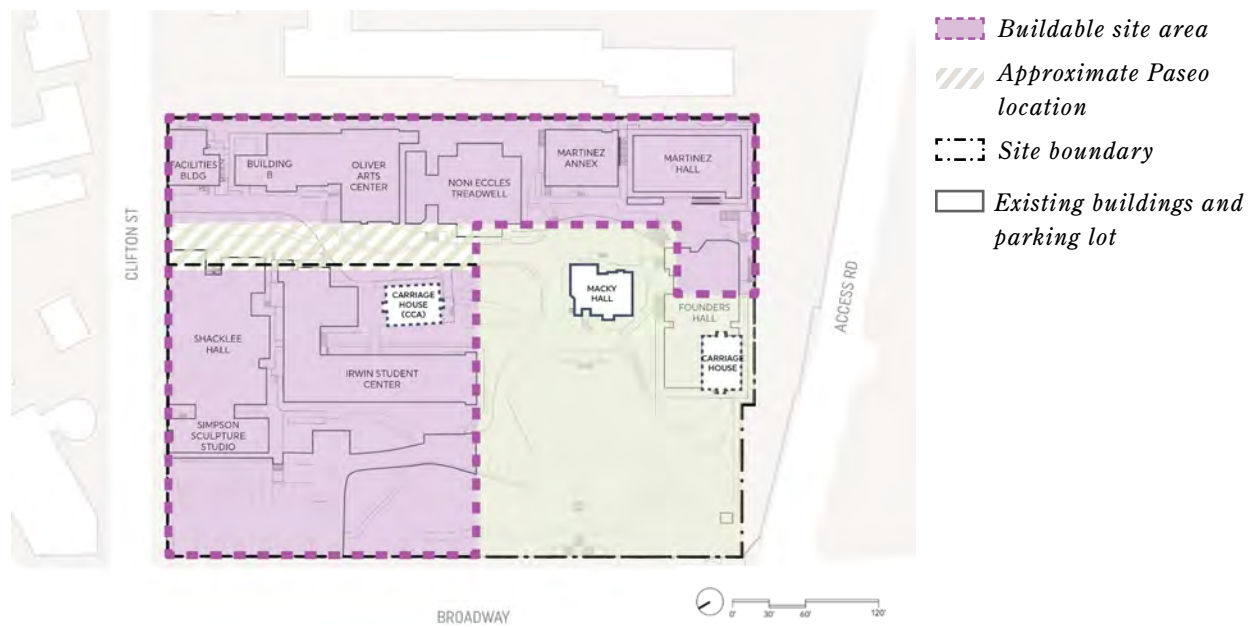 Buildable site area
Approximate Paseo
location
Site boundary
Existing buildings and
parking lot
FACILITIES
BLDG
BUILDING
B
OLIVER
ARTS
CENTER
NONI ECCLES
TREADWELL
MARTINEZ
ANNEX
MARTINEZ
HALL
CLIFTON ST
CARRIAGE
HOUSE
(CCA)
MACKY
HALL
FOUNDERS
HALL
CARRIAGE
HOUSE
ACCESS RD
SHACKLEE
HALL
IRWIN STUDENT
CENTER
SIMPSON
SCULPTURE
STUDIO
BROADWAY
0' 30' 60' 120'